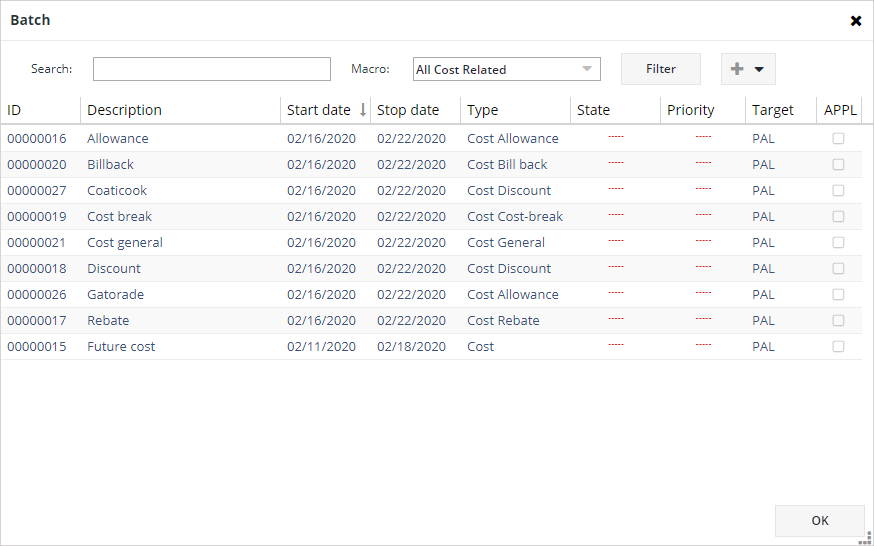 Batch
Search: Macro: All Cost Related Filter
ID Description Start date Stop date Type State Priority Target APPL
00000016 Allowance 02/16/2020 02/22/2020 Cost Allowance ----- ----- PAL
00000020 Billback 02/16/2020 02/22/2020 Cost Bill back ----- ----- PAL
00000027 Coaticook 02/16/2020 02/22/2020 Cost Discount ----- ----- PAL
00000019 Cost break 02/16/2020 02/22/2020 Cost Cost-break ----- ----- PAL
00000021 Cost general 02/16/2020 02/22/2020 Cost General ----- ----- PAL
00000018 Discount 02/16/2020 02/22/2020 Cost Discount ----- ----- PAL
00000026 Gatorade 02/16/2020 02/22/2020 Cost Allowance ----- ----- PAL
00000017 Rebate 02/16/2020 02/22/2020 Cost Rebate ----- ----- PAL
00000015 Future cost 02/11/2020 02/18/2020 Cost ----- ----- PAL
OK